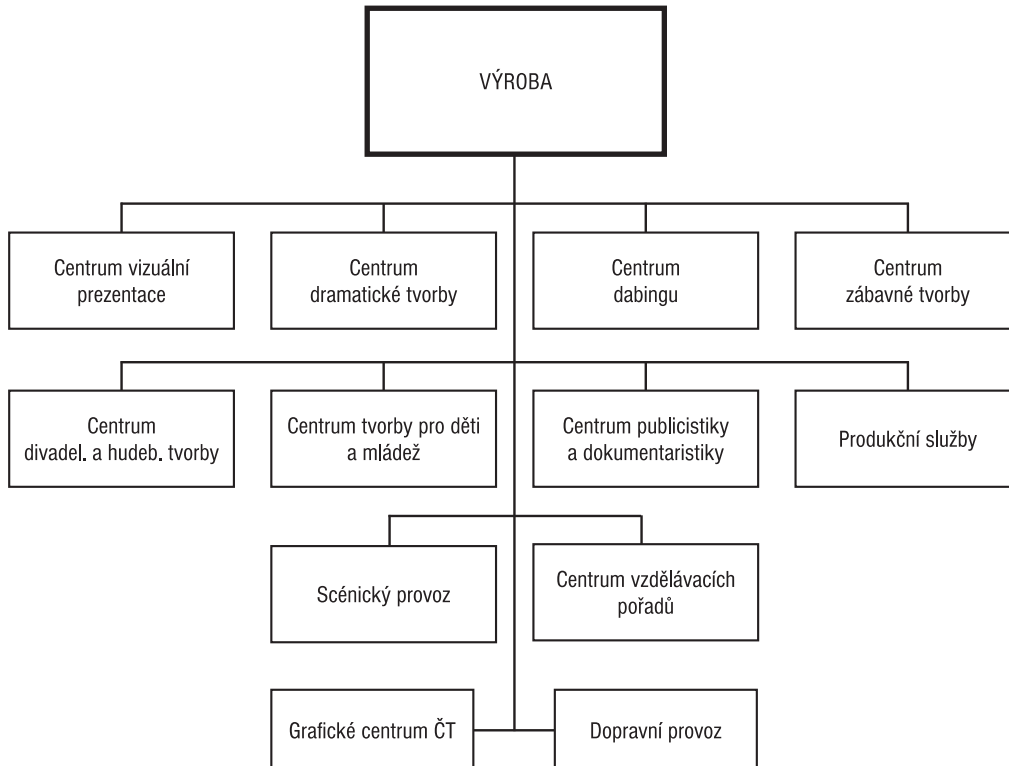 VÝROBA
Centrum vizuální
prezentace
Centrum
dramatické tvorby
Centrum
dabingu
Centrum
zábavné tvorby
Centrum
divadel. a hudeb. tvorby
Centrum tvorby pro děti
a mládež
Centrum publicistiky
a dokumentaristiky
Produkční služby
Scénický provoz
Centrum vzdělávacích
pořadů
Grafické centrum ČT
Dopravní provoz